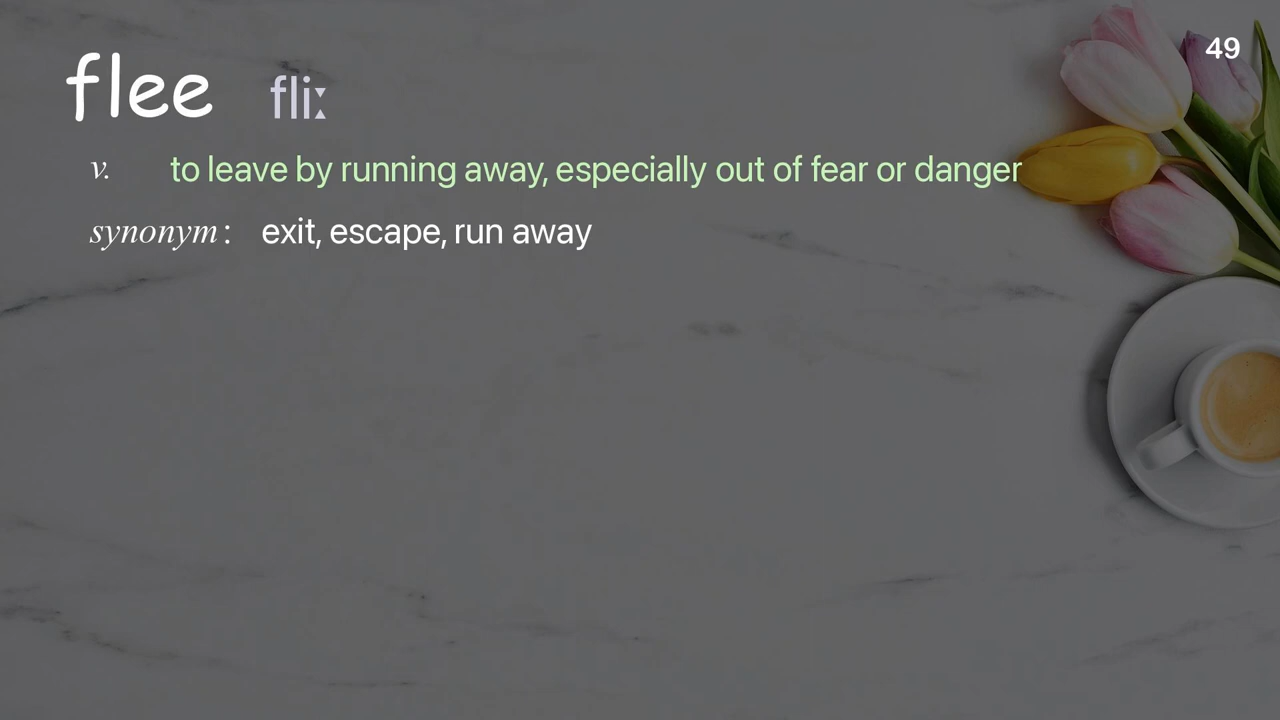 49
flee fliː
v. to leave by running away, especially out of fear or danger
synonym: exit, escape, run away